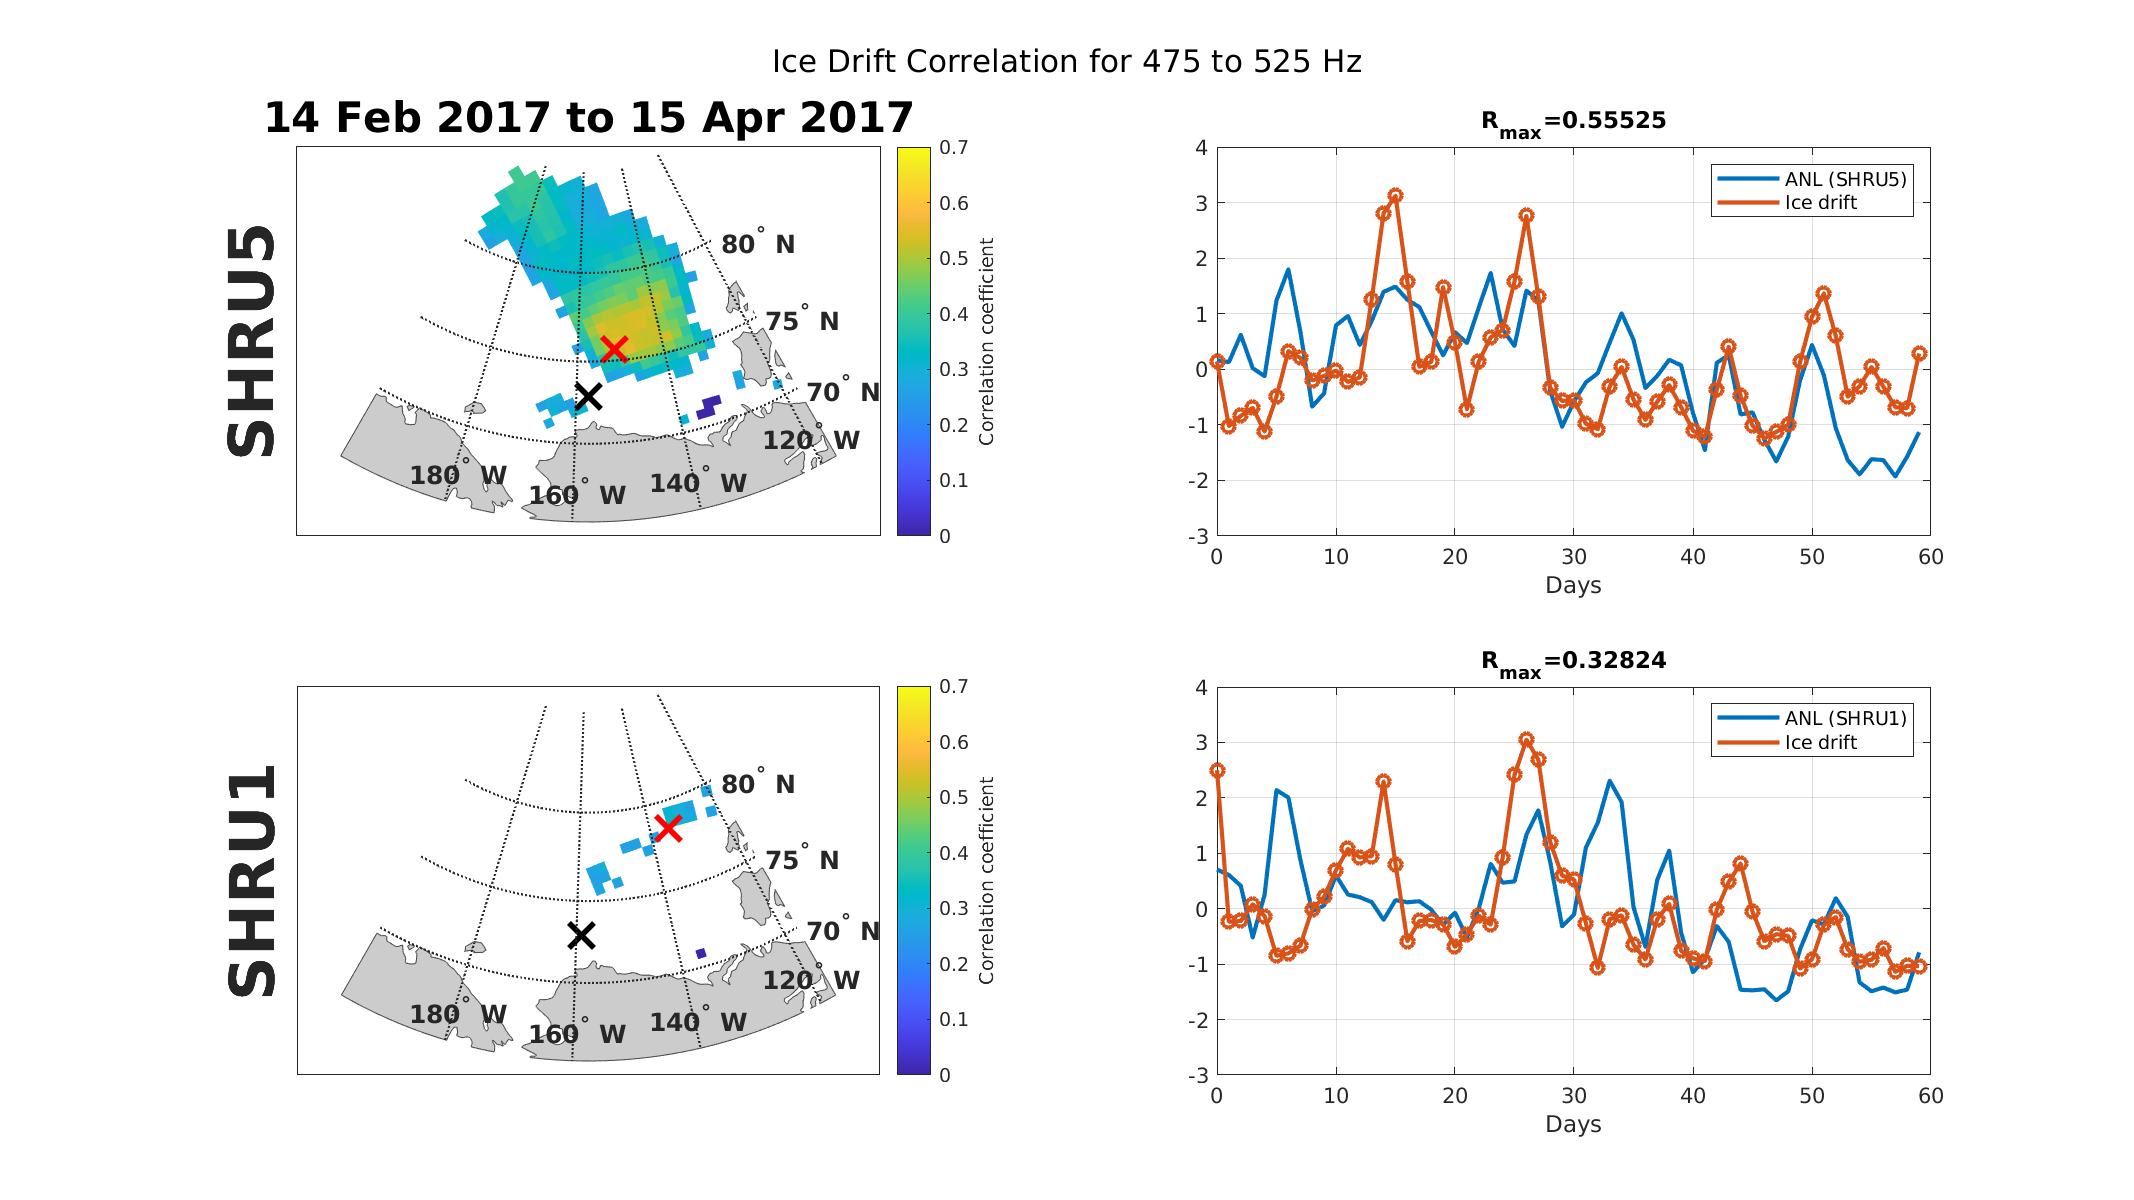 Ice Drift Correlation for 475 to 525 Hz
14 Feb 2017 to 15 Apr 2017
SHRU5
80° N
75° N
70° N
120° W
140° W
160° W
180° W
0.7
0.6
0.5
0.4
0.3
0.2
0.1
0
Correlation coefficient
Rmax=0.55525
ANL (SHRU5)
Ice drift
4
3
2
1
0
-1
-2
-3
0 10 20 30 40 50 60
Days
SHRU1
80° N
75° N
70° N
120° W
140° W
160° W
180° W
0.7
0.6
0.5
0.4
0.3
0.2
0.1
0
Correlation coefficient
Rmax=0.32824
ANL (SHRU1)
Ice drift
4
3
2
1
0
-1
-2
-3
0 10 20 30 40 50 60
Days